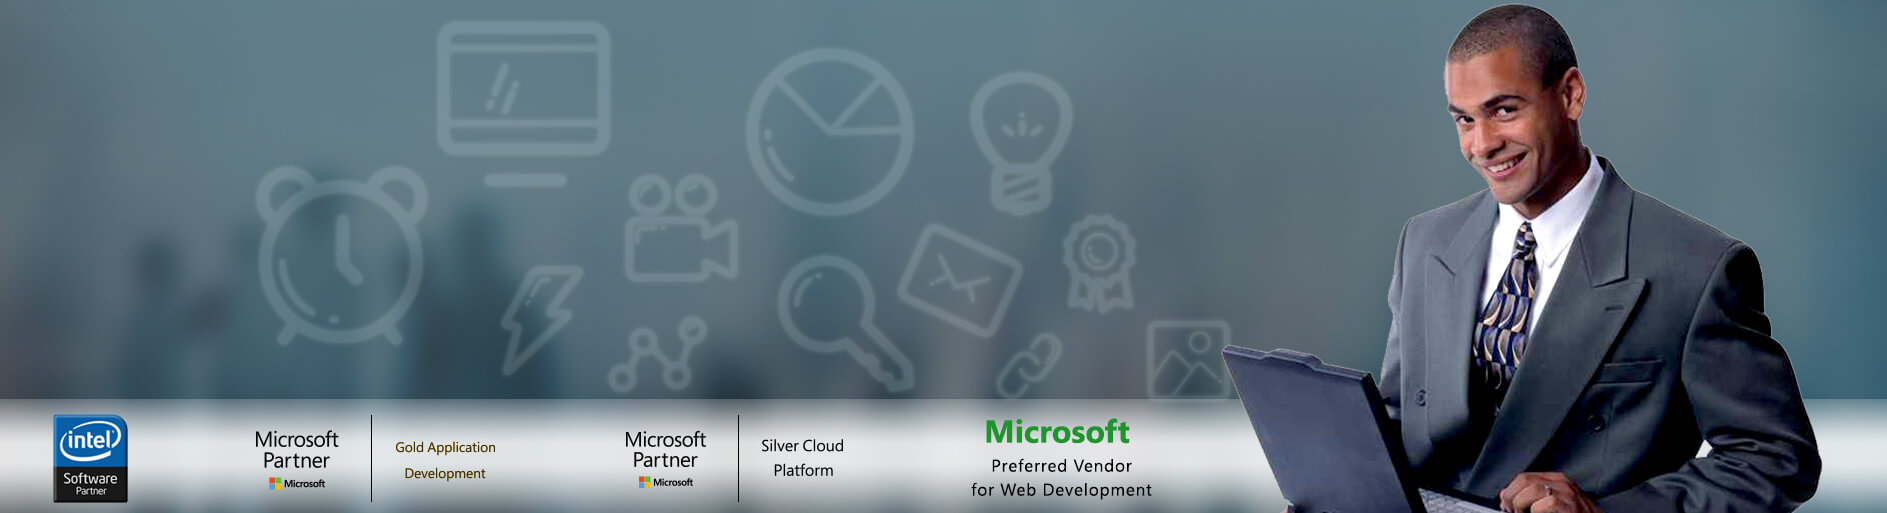 intel
Software
Partner
Microsoft
Partner
Microsoft
Gold Application
Development
Microsoft
Partner
Microsoft
Silver Cloud
Platform
Microsoft
Preferred Vendor
for Web Development